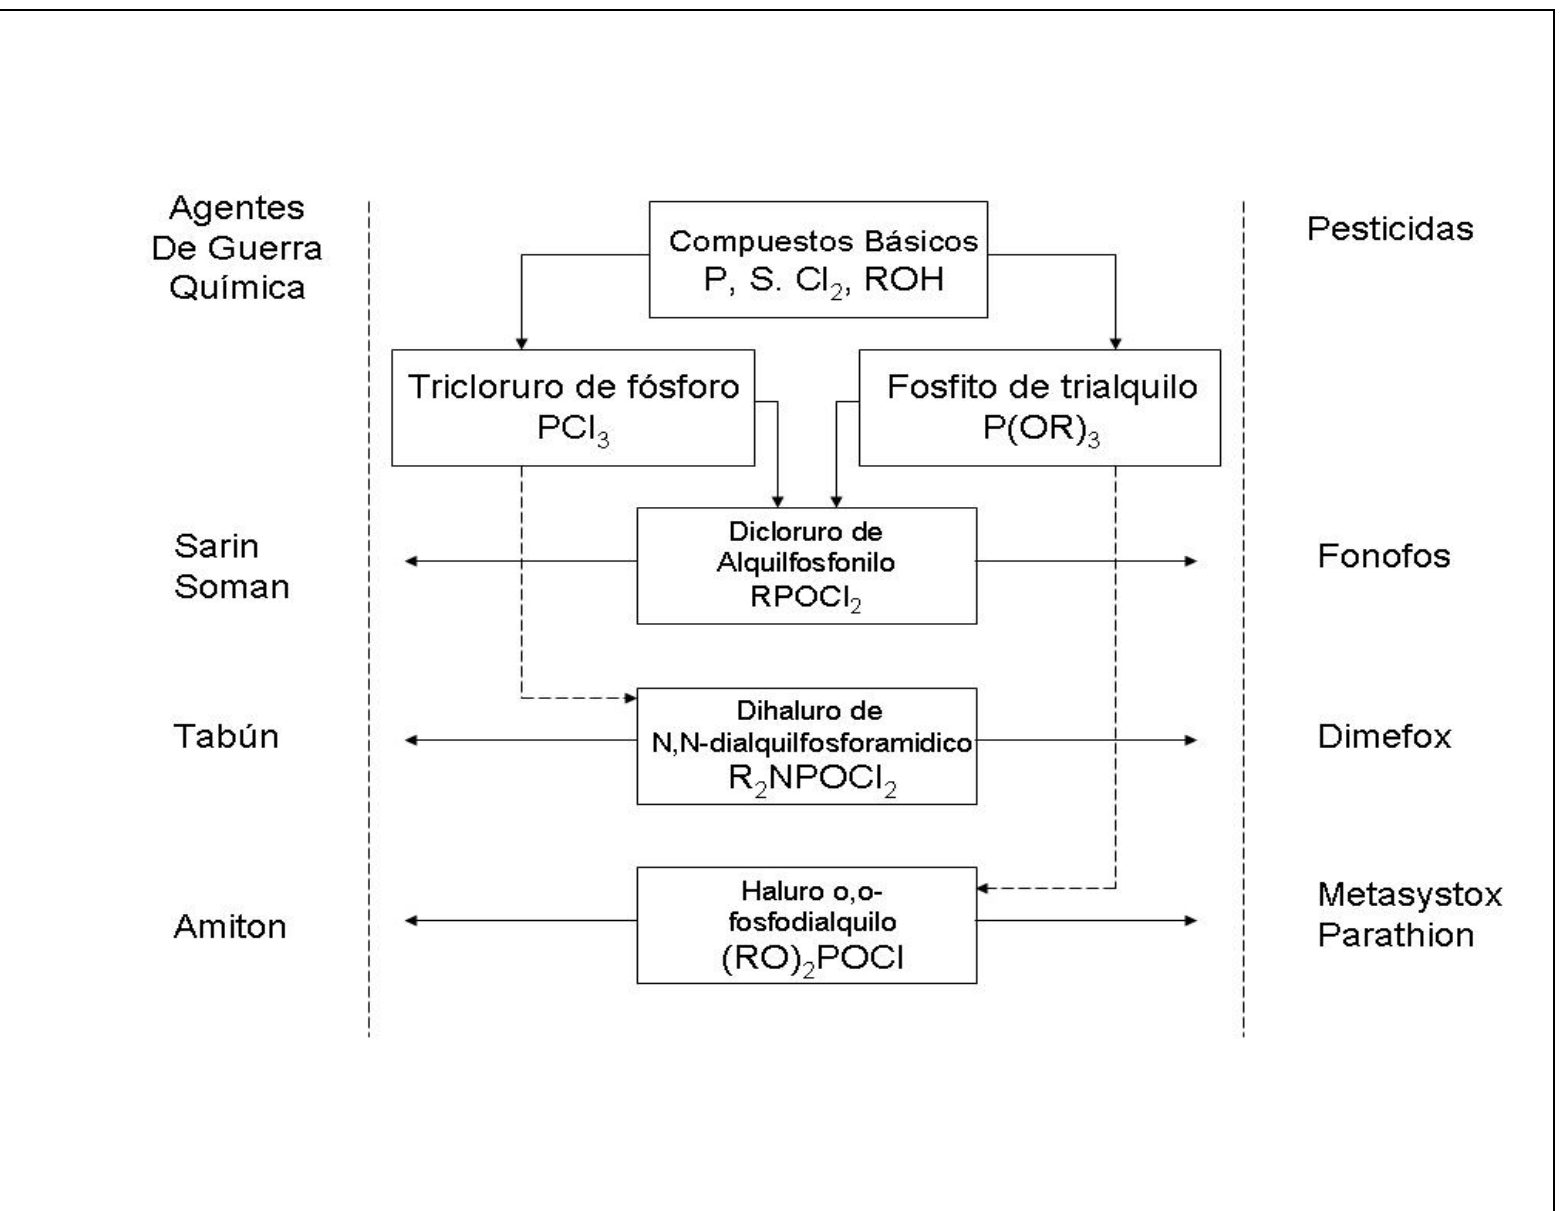 Agentes
De Guerra
Química
Compuestos Básicos
P, S. Cl₂, ROH
Pesticidas
Tricloruro de fósforo
PCl₃
Fosfito de trialquilo
P(OR)₃
Sarin
Soman
Dicloruro de
Alquilfosfonilo
RPOCl₂
Fonofos
Tabún
Dihaluro de
N,N-dialquilfosforamidico
R₂NPOCl₂
Dimefox
Amiton
Haluro o,o-
fosfodialquilo
(RO)₂POCl
Metasystox
Parathion